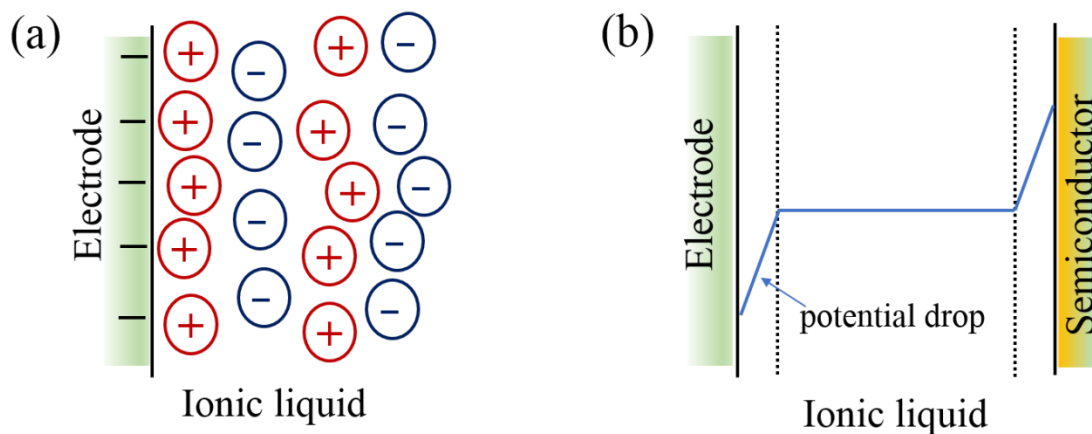 (a)
Electrode
Ionic liquid
(b)
Electrode
potential drop
Semiconductor
Ionic liquid